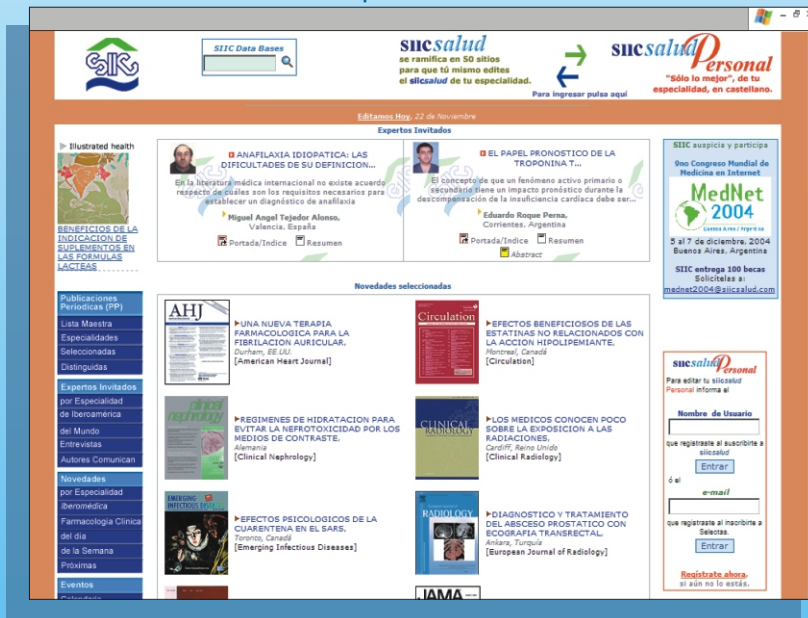 SIIC
SIIC Data Bases
siicsalud
se ramifica en 50 sitios
para que tú mismo edites
el siicsalud de tu especialidad.
Para ingresar pulsa aquí
siicsalud Personal
"Sólo lo mejor", de tu
especialidad, en castellano.
Editamos Hoy, 22 de Noviembre
Illustrated health
BENEFICIOS DE LA
INDICACION DE
SUPLEMENTOS EN
LAS FORMULAS
LACTEAS
Publicaciones
Periodicas (PP)
Lista Maestra
Especialidades
Seleccionadas
Distinguidas
Expertos Invitados
por Especialidad
de Iberoamérica
del Mundo
Entrevistas
Autores Comunican
Novedades
por Especialidad
Iberomédica
Farmacología Clínica
del día
de la Semana
Próximas
Eventos
Calendario
Expertos Invitados
ANAFILAXIA IDIOPATICA: LAS
DIFICULTADES DE SU DEFINICION...
En la literatura médica internacional no existe acuerdo
respecto de cuáles son los requisitos necesarios para
establecer un diagnóstico de anafilaxia
Miguel Angel Tejedor Alonso,
Valencia, España
Portada/Indice Resumen
EL PAPEL PRONOSTICO DE LA
TROPONINA T...
El concepto de que un fenómeno activo primario o
secundario tiene un impacto pronóstico durante la
descompensación de la insuficiencia cardíaca debe ser...
Eduardo Roque Perna,
Corrientes, Argentina
Portada/Indice Resumen
Abstract
Novedades seleccionadas
AHJ
UNA NUEVA TERAPIA
FARMACOLOGICA PARA LA
FIBRILACION AURICULAR.
Durham, EE.UU.
[American Heart Journal]
Circulation
EFECTOS BENEFICIOSOS DE LAS
ESTATINAS NO RELACIONADOS CON
LA ACCION HIPOLIPEMIANTE.
Montreal, Canadá
[Circulation]
clinical
nephrology
REGIMENES DE HIDRATACION PARA
EVITAR LA NEFROTOXICIDAD POR LOS
MEDIOS DE CONTRASTE.
Alemania
[Clinical Nephrology]
CLINICAL
RADIOLOGY
LOS MEDICOS CONOCEN POCO
SOBRE LA EXPOSICION A LAS
RADIACIONES.
Cardiff, Reino Unido
[Clinical Radiology]
EMERGING
INFECTIOUS DISEASES
EFECTOS PSICOLOGICOS DE LA
CUARENTENA EN EL SARS.
Toronto, Canadá
[Emerging Infectious Diseases]
RADIOLOGY
DIAGNOSTICO Y TRATAMIENTO
DEL ABSCESO PROSTATICO CON
ECOGRAFIA TRANSRECTAL.
Ankara, Turquía
[European Journal of Radiology]
JAMA
SIIC auspicia y participa
9no Congreso Mundial de
Medicina en Internet
MedNet
2004
Buenos Aires / Argentina
5 al 7 de diciembre, 2004
Buenos Aires, Argentina
SIIC entrega 100 becas
Solicítelas a:
mednet2004@siicsalud.com
siicsalud Personal
Para editar tu siicsalud
Personal informa el
Nombre de Usuario
que registraste al suscribirte a
siicsalud
Entrar
ó el
e-mail
que registraste al inscribirte a
Selectas.
Entrar
Regístrate ahora,
si aún no lo estás.